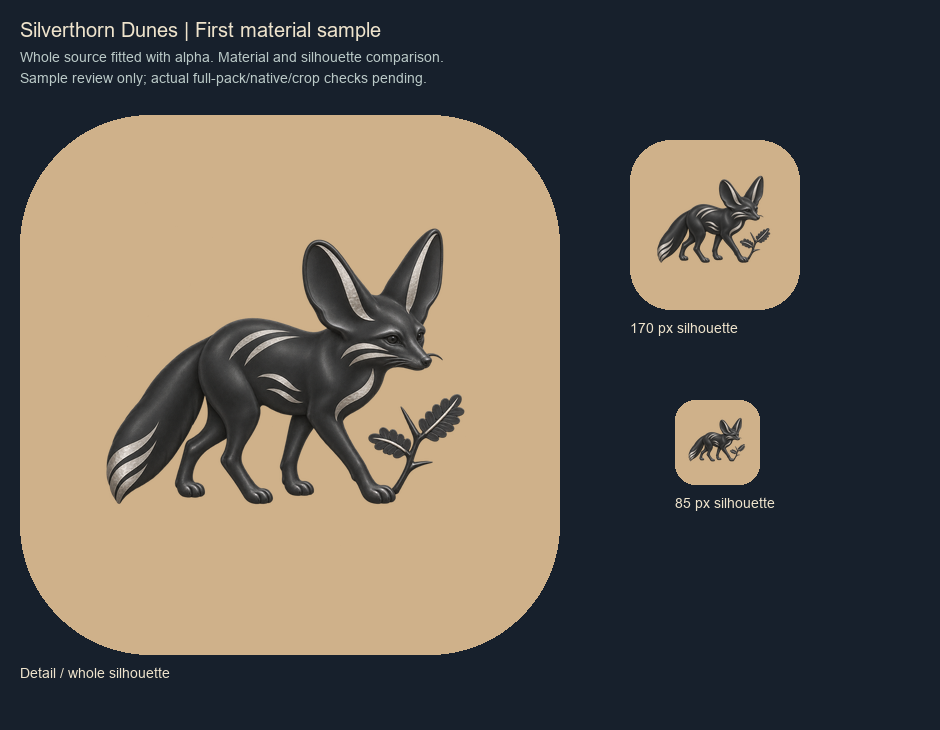 Silverthorn Dunes | First material sample
Whole source fitted with alpha. Material and silhouette comparison.
Sample review only; actual full-pack/native/crop checks pending.
170 px silhouette
85 px silhouette
Detail / whole silhouette